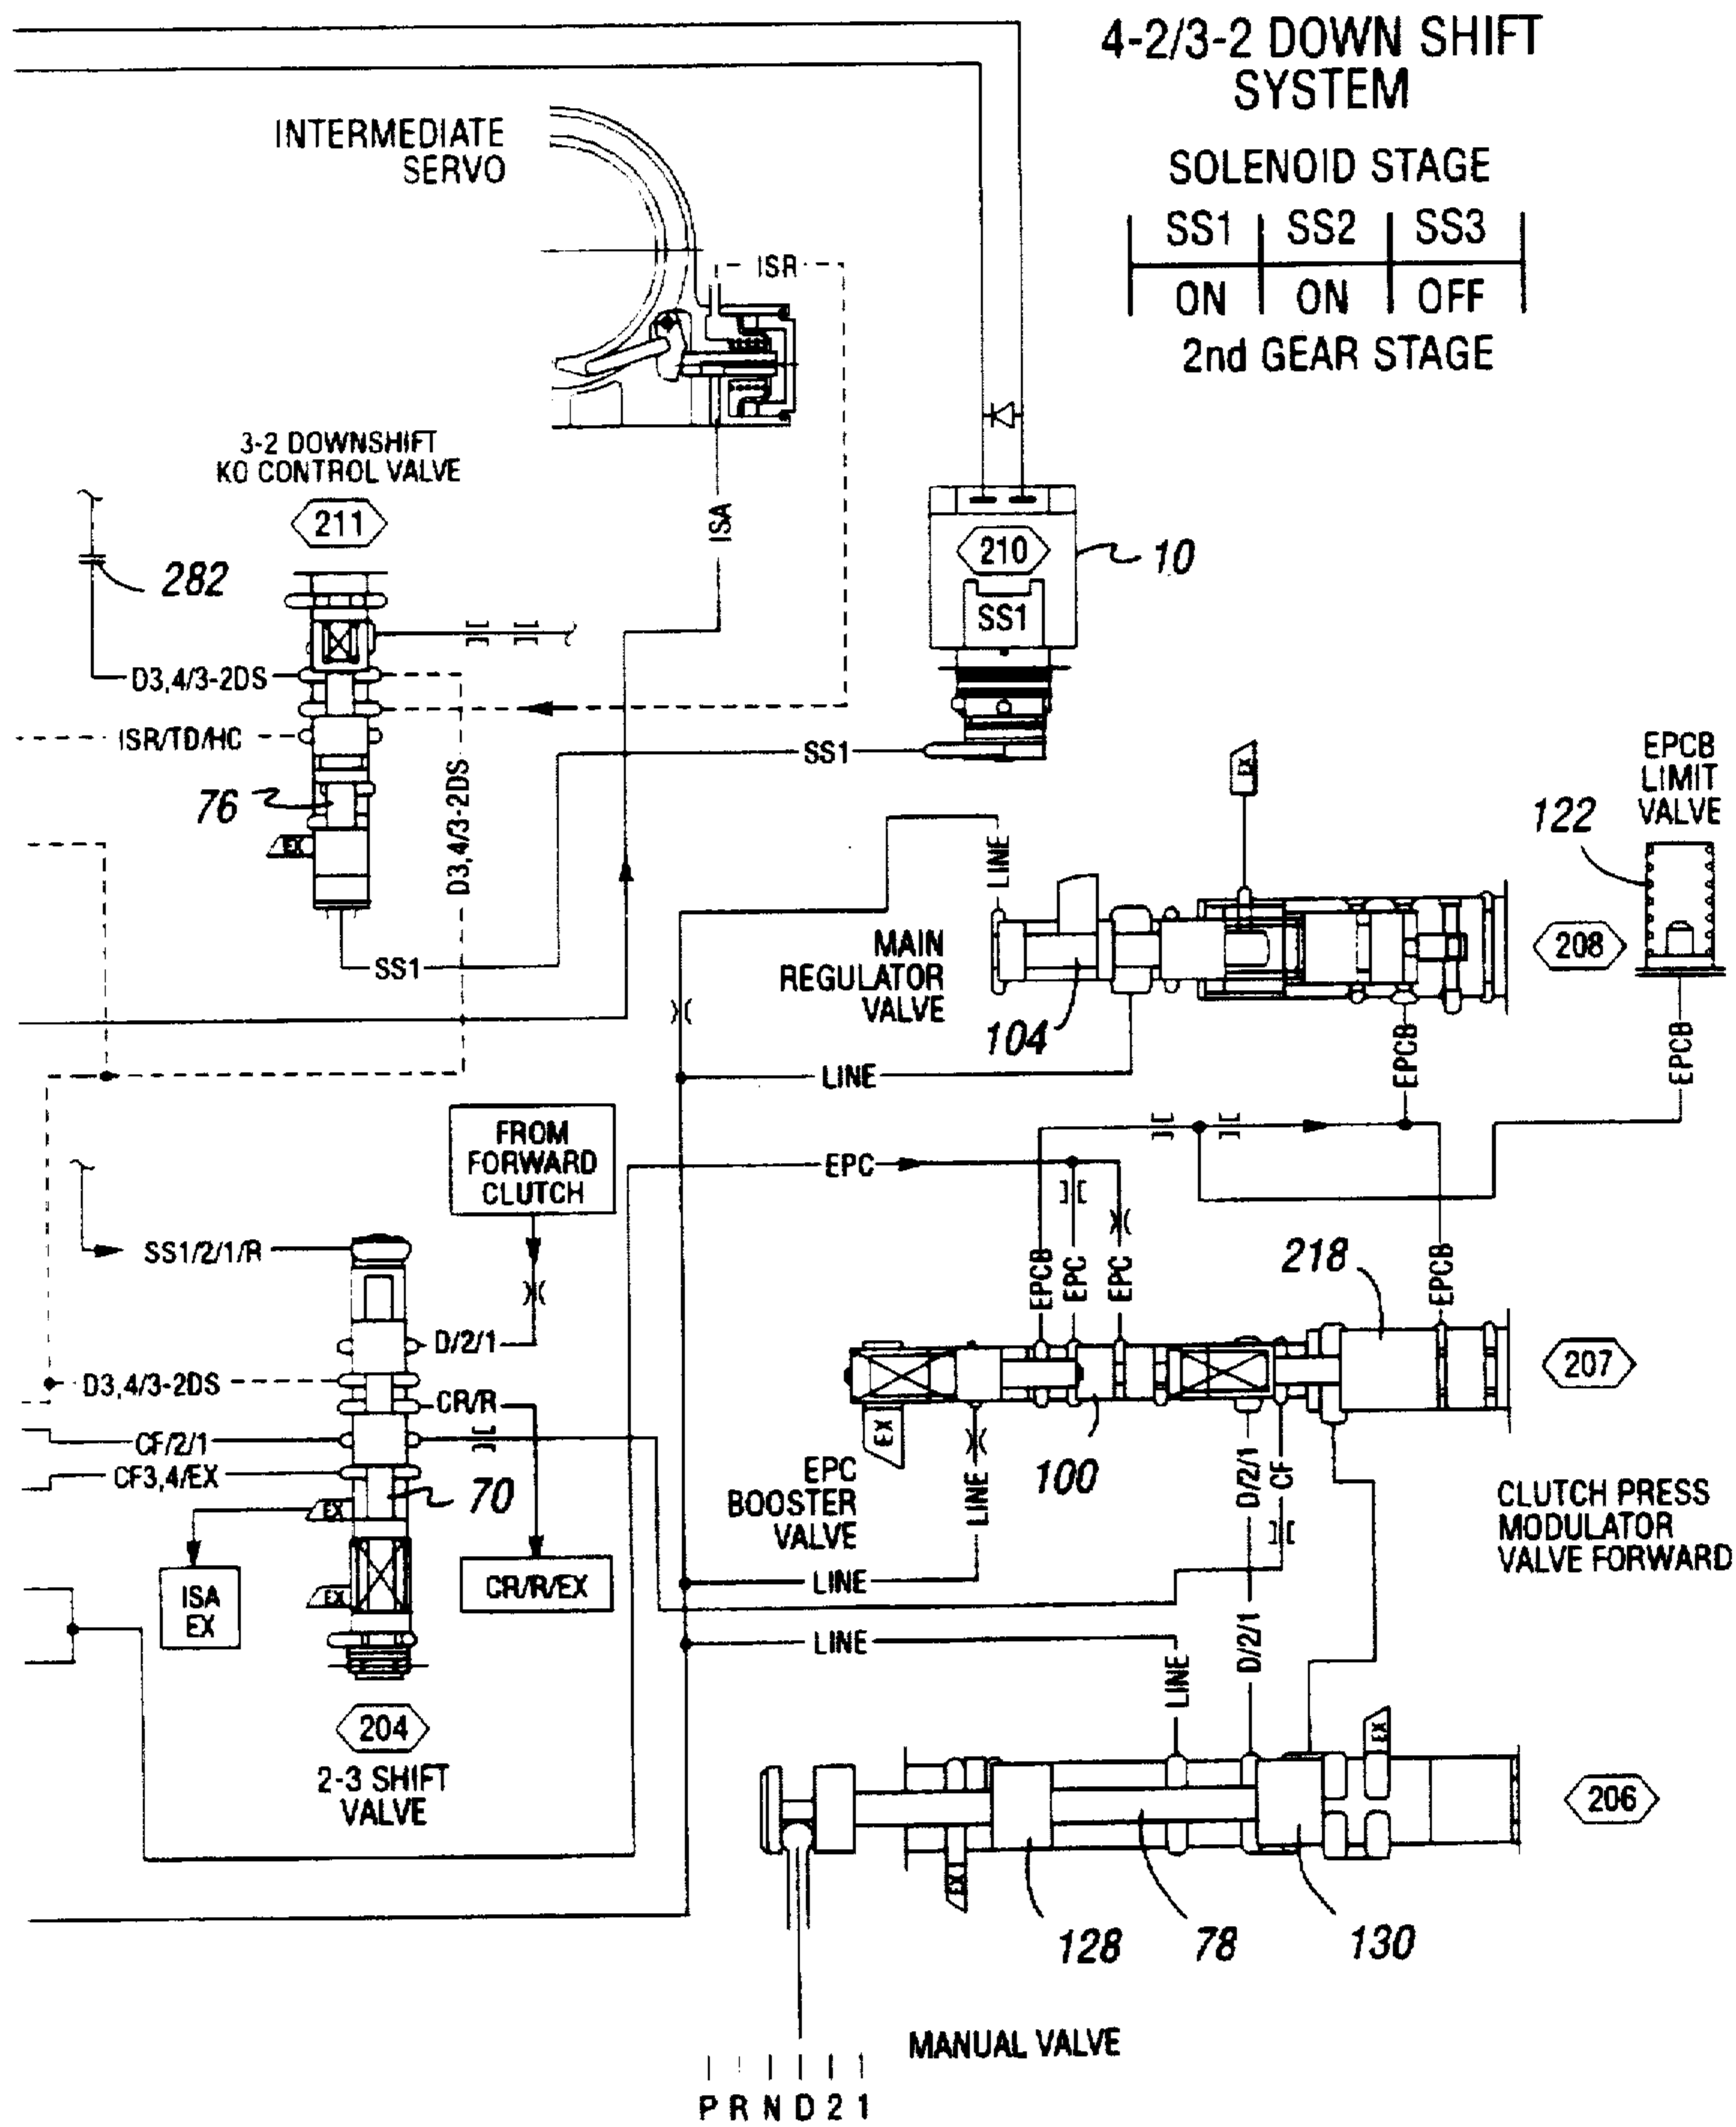 4-2/3-2 DOWN SHIFT
SYSTEM
SOLENOID STAGE
SS1 SS2 SS3
ON ON OFF
2nd GEAR STAGE
INTERMEDIATE
SERVO
ISR
3-2 DOWNSHIFT
KO CONTROL VALVE
211
282
ISA
210
10
SS1
D3,4/3-2DS
ISR/TD/HC
SS1
76
D3,4/3-2DS
EX
SS1
EX
EPCB
LIMIT
VALVE
122
LINE
MAIN
REGULATOR
VALVE
104
208
LINE
EPCB
EPCB
FROM
FORWARD
CLUTCH
EPC
SS1/2/1/R
EPCB
EPC
EPC
218
EPCB
D/2/1
D3,4/3-2DS
CR/R
207
CF/2/1
CF3,4/EX
70
EX
EX
EPC
BOOSTER
VALVE
LINE
100
D/2/1
CF
CLUTCH PRESS
MODULATOR
VALVE FORWARD
ISA
EX
EX
CR/R/EX
LINE
LINE
LINE
D/2/1
204
2-3 SHIFT
VALVE
EX
206
EX
128
78
130
MANUAL VALVE
P R N D 2 1